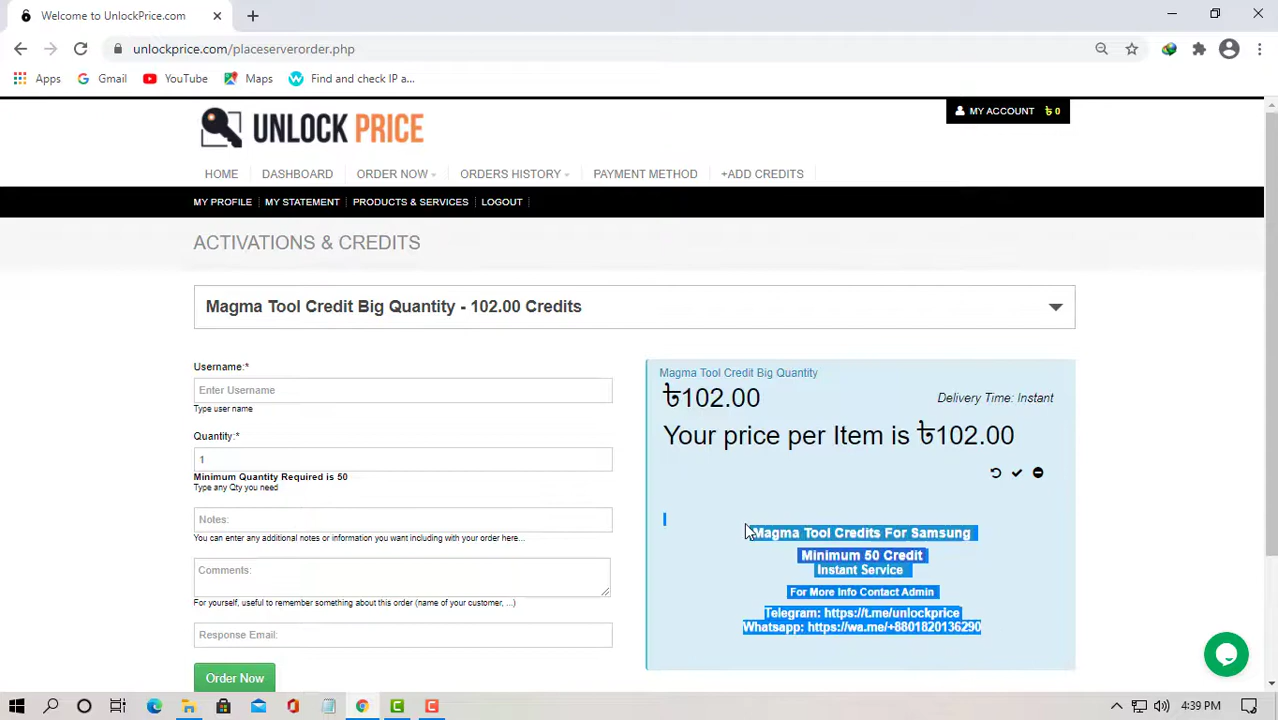 Welcome to UnlockPrice.com
unlockprice.com/placeserverorder.php
Apps
Gmail
YouTube
Maps
Find and check IP a...
UNLOCK PRICE
MY ACCOUNT ৳ 0
HOME
DASHBOARD
ORDER NOW
ORDERS HISTORY
PAYMENT METHOD
+ADD CREDITS
MY PROFILE
MY STATEMENT
PRODUCTS & SERVICES
LOGOUT
ACTIVATIONS & CREDITS
Magma Tool Credit Big Quantity - 102.00 Credits
Username:*
Enter Username
Type user name
Quantity:*
1
Minimum Quantity Required is 50
Type any Qty you need
Notes:
You can enter any additional notes or information you want including with your order here...
Comments:
For yourself, useful to remember something about this order (name of your customer, ...)
Response Email:
Order Now
Magma Tool Credit Big Quantity
৳102.00
Delivery Time: Instant
Your price per Item is ৳102.00
Magma Tool Credits For Samsung
Minimum 50 Credit
Instant Service
For More Info Contact Admin
Telegram: https://t.me/unlockprice
Whatsapp: https://wa.me/+8801820136290
4:39 PM